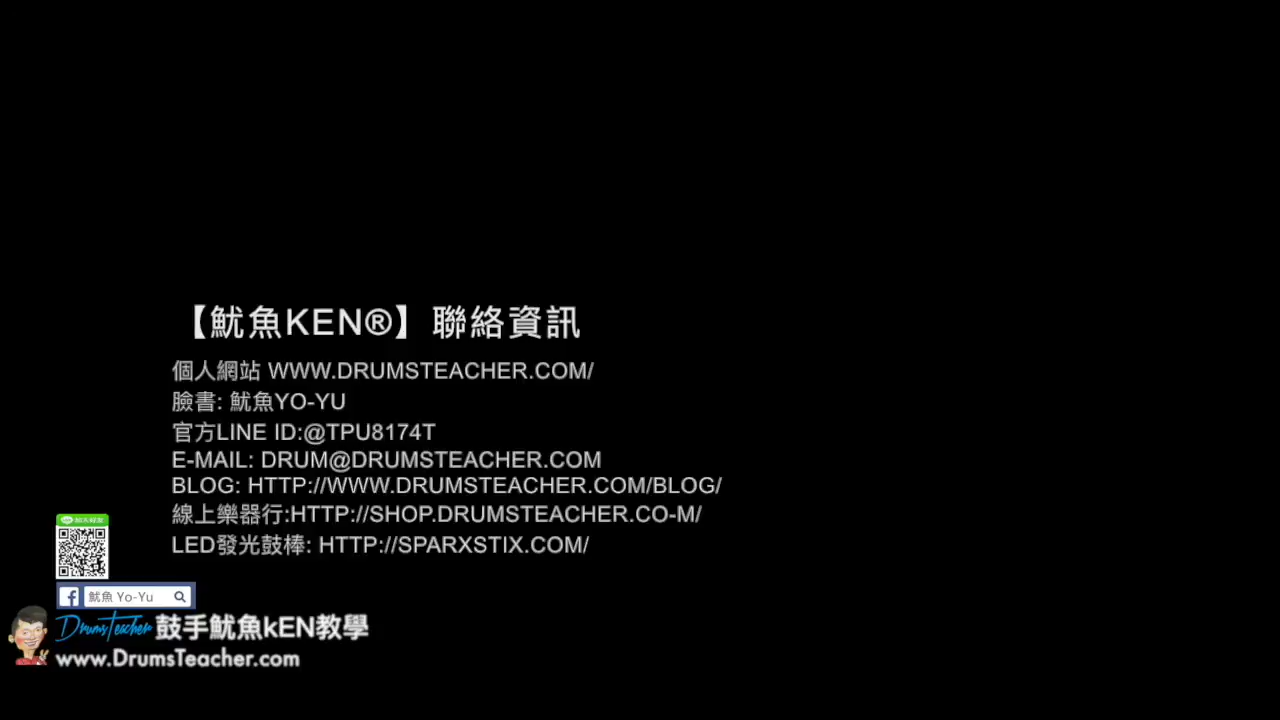 【魷魚KEN®】聯絡資訊
個人網站 WWW.DRUMSTEACHER.COM/
臉書: 魷魚YO-YU
官方LINE ID:@TPU8174T
E-MAIL: DRUM@DRUMSTEACHER.COM
BLOG: HTTP://WWW.DRUMSTEACHER.COM/BLOG/
線上樂器行:HTTP://SHOP.DRUMSTEACHER.CO-M/
LED發光鼓棒: HTTP://SPARXSTIX.COM/
加入好友
魷魚 Yo-Yu
DrumsTeacher 鼓手魷魚kEN教學
www.DrumsTeacher.com